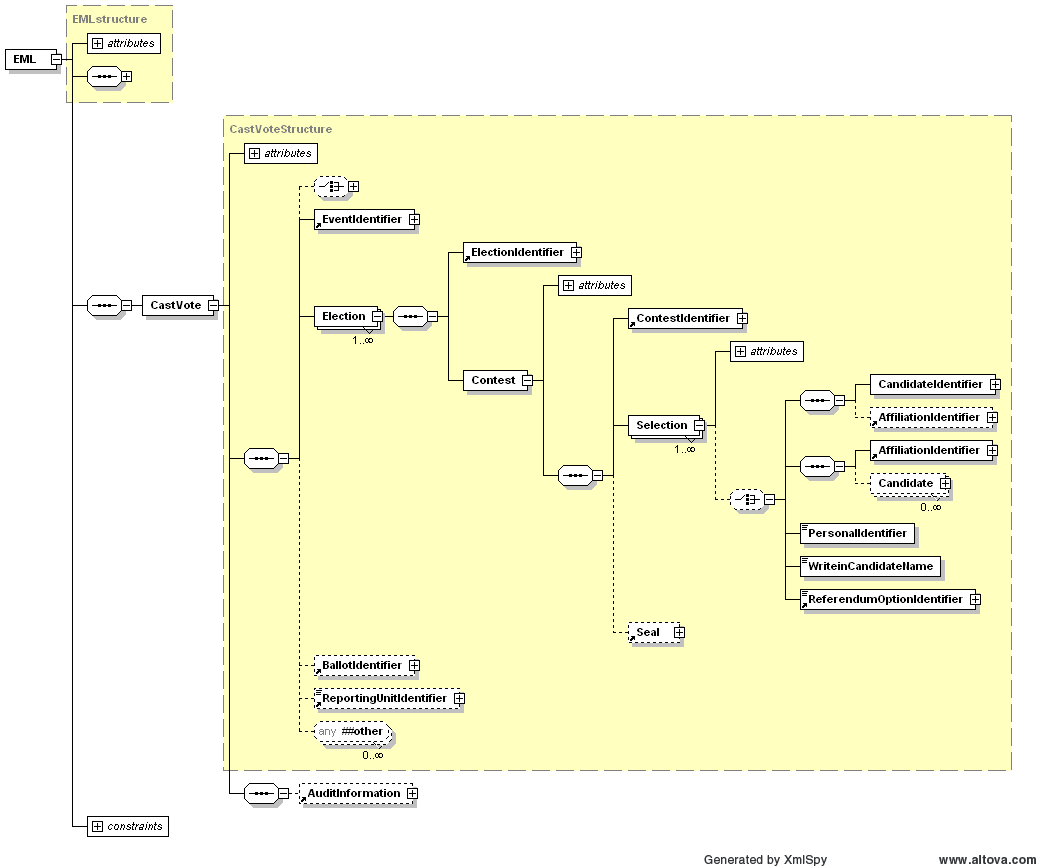 EMLstructure
attributes
EML
CastVoteStructure
attributes
EventIdentifier
ElectionIdentifier
attributes
Election
1..∞
ContestIdentifier
attributes
Contest
CandidateIdentifier
AffiliationIdentifier
Selection
1..∞
AffiliationIdentifier
Candidate
0..∞
PersonalIdentifier
WriteinCandidateName
ReferendumOptionIdentifier
CastVote
Seal
BallotIdentifier
ReportingUnitIdentifier
any ##other
0..∞
AuditInformation
constraints
Generated by XmlSpy www.altova.com